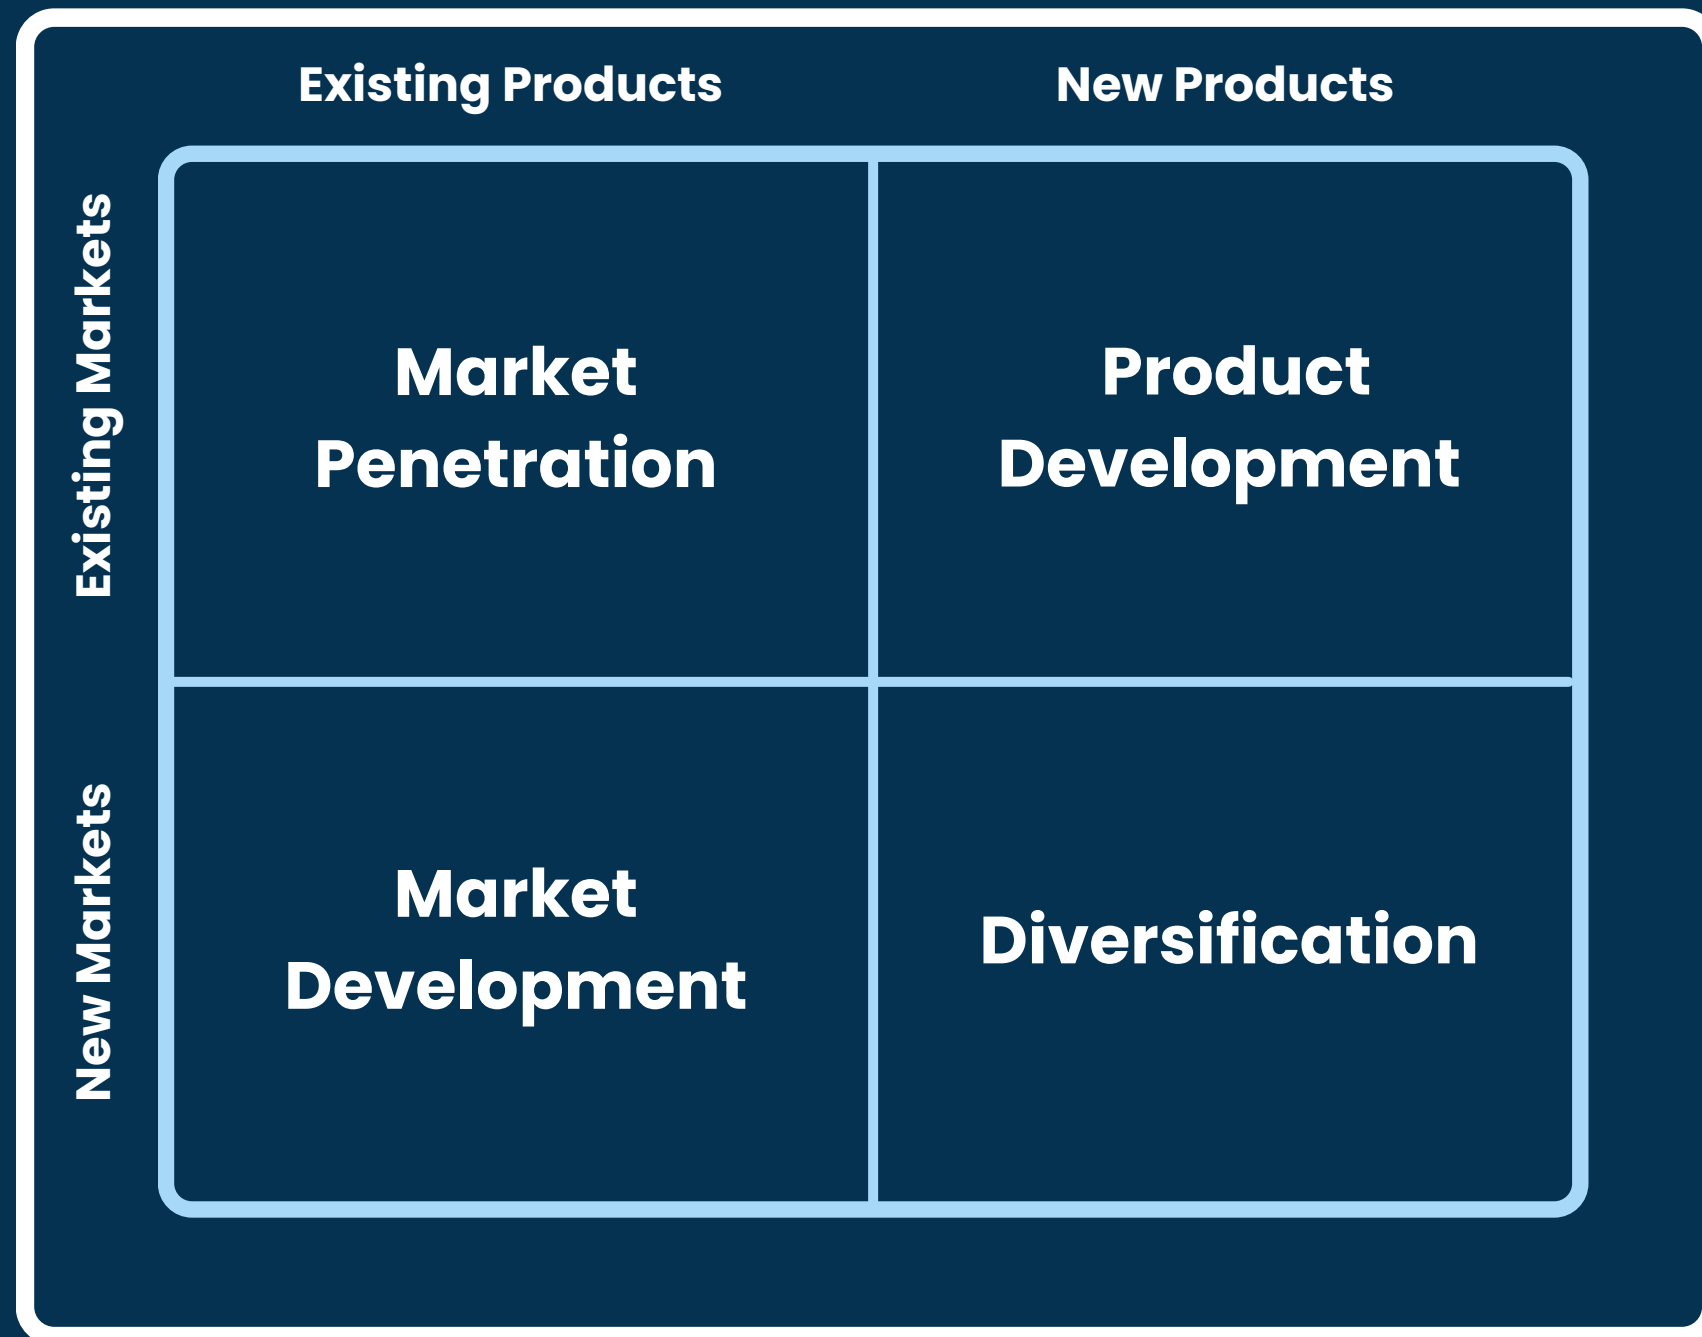 Existing Products
New Products
Existing Markets
Market
Penetration
Product
Development
New Markets
Market
Development
Diversification